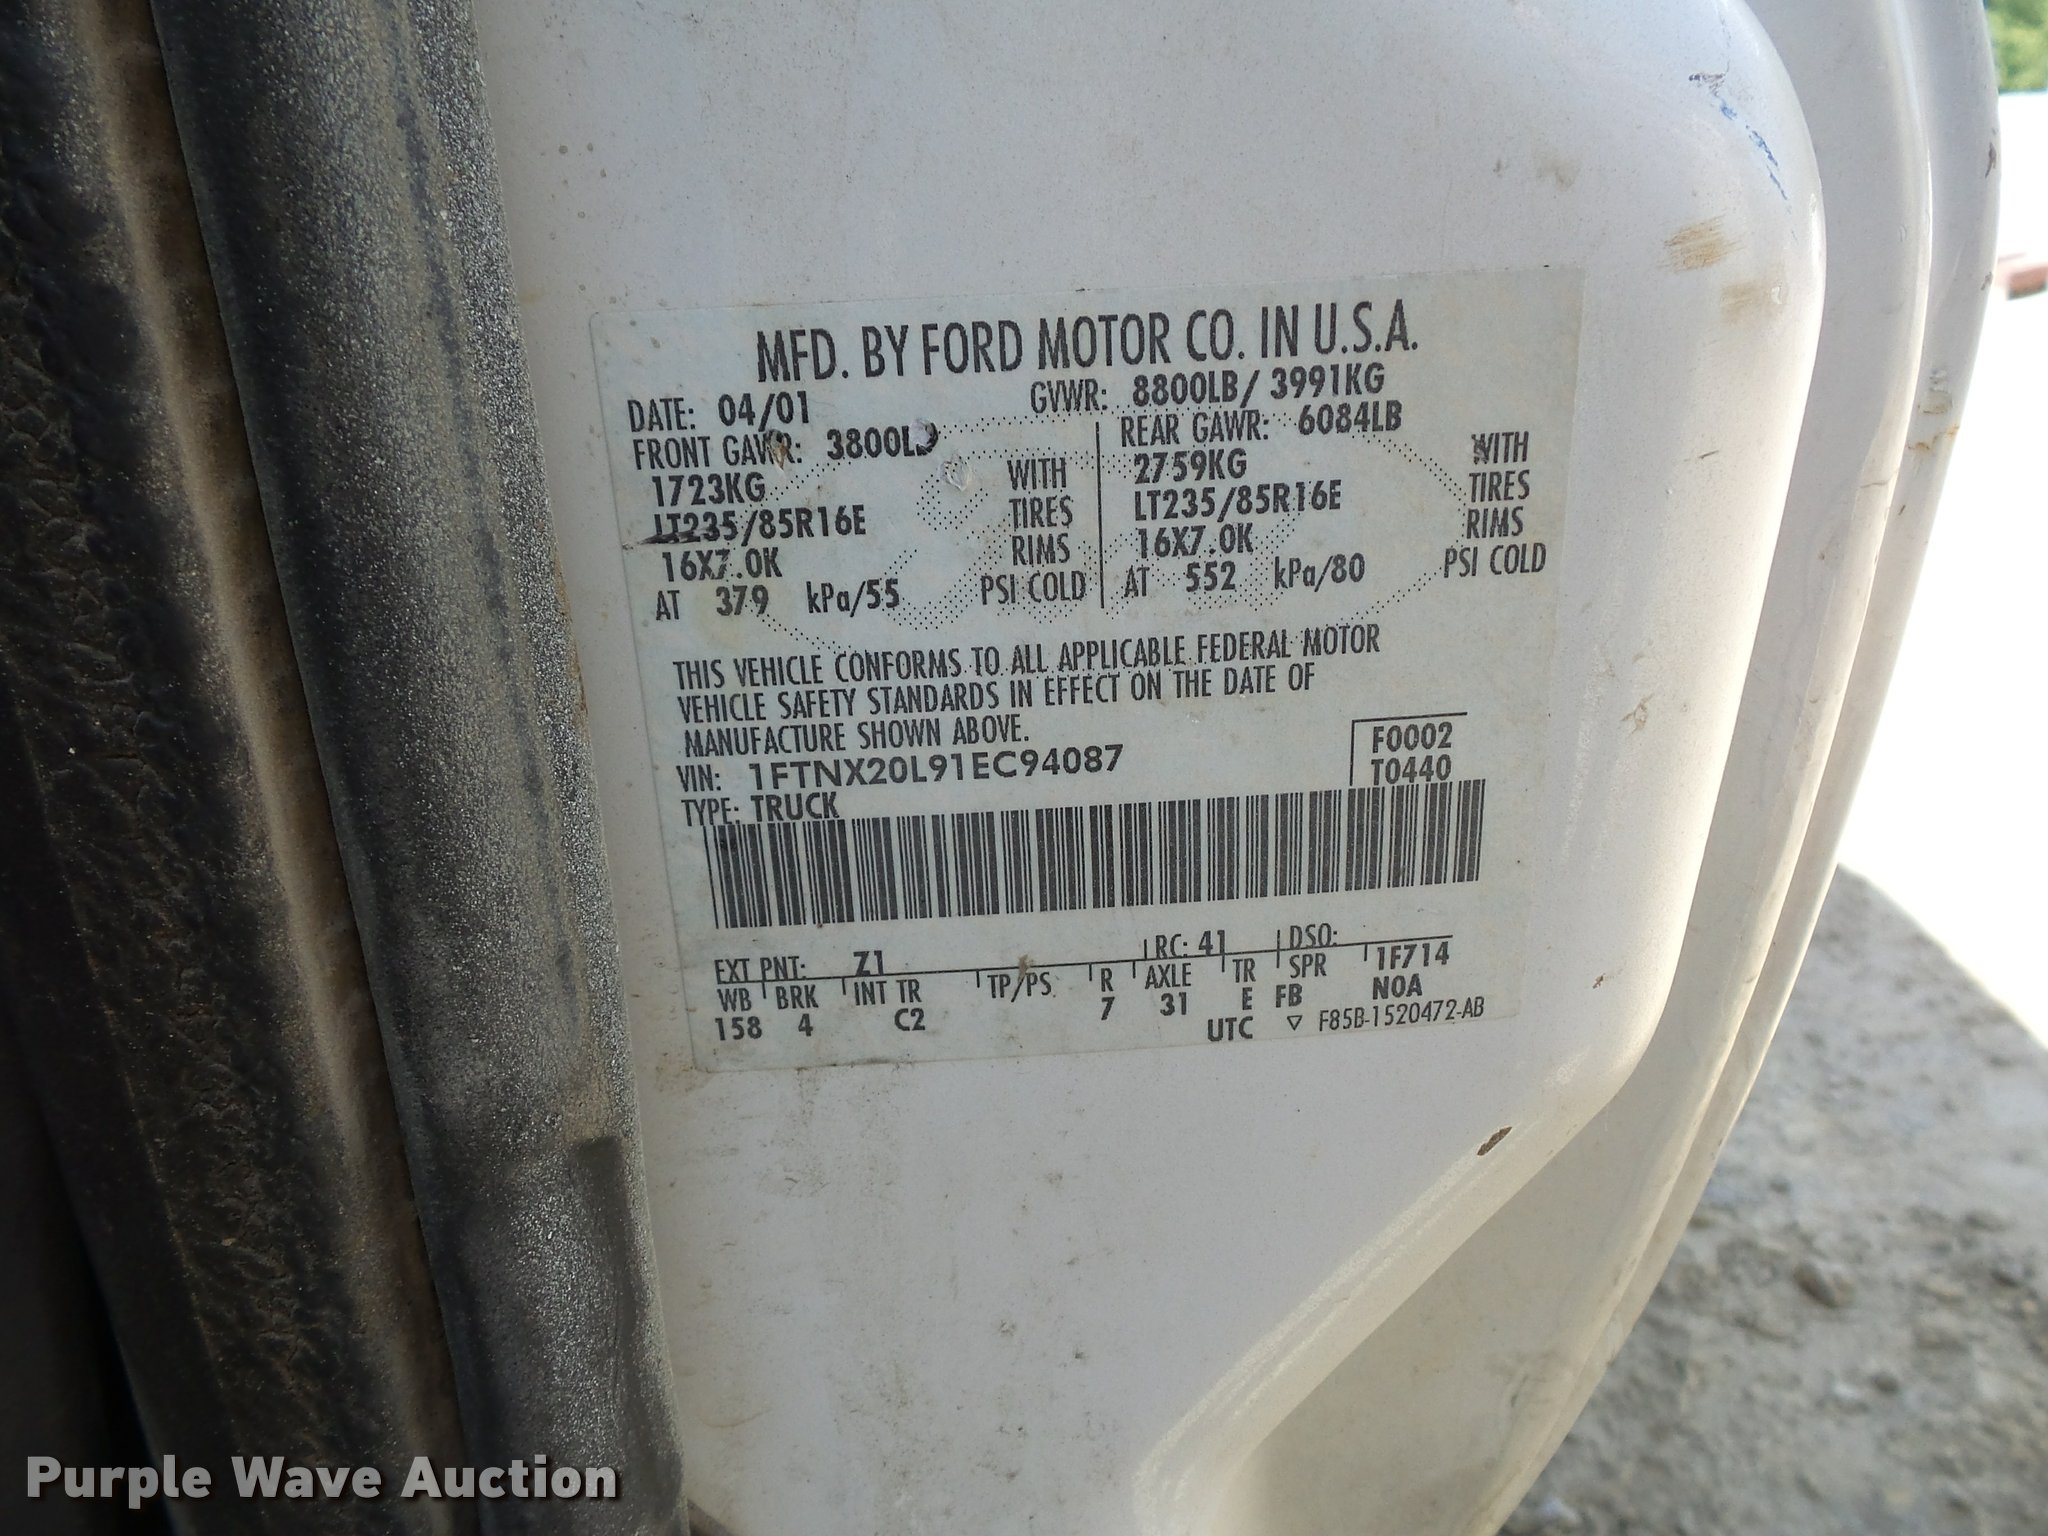 MFD. BY FORD MOTOR CO. IN U.S.A.
DATE: 04/01 GVWR: 8800LB/ 3991KG
FRONT GAWR: 3800LB REAR GAWR: 6084LB
1723KG WITH 2759KG WITH
LT235/85R16E TIRES LT235/85R16E TIRES
16X7.0K RIMS 16X7.0K RIMS
AT 379 kPa/55 PSI COLD AT 552 kPa/80 PSI COLD
THIS VEHICLE CONFORMS TO ALL APPLICABLE FEDERAL MOTOR
VEHICLE SAFETY STANDARDS IN EFFECT ON THE DATE OF
MANUFACTURE SHOWN ABOVE.
F0002
VIN: 1FTNX20L91EC94087
T0440
TYPE: TRUCK
EXT PNT: Z1 RC: 41 DSO:
WB BRK INT TR TP/PS R AXLE TR SPR 1F714
158 4 C2 7 31 E FB NOA
UTC ▽ F85B-1520472-AB
Purple Wave Auction